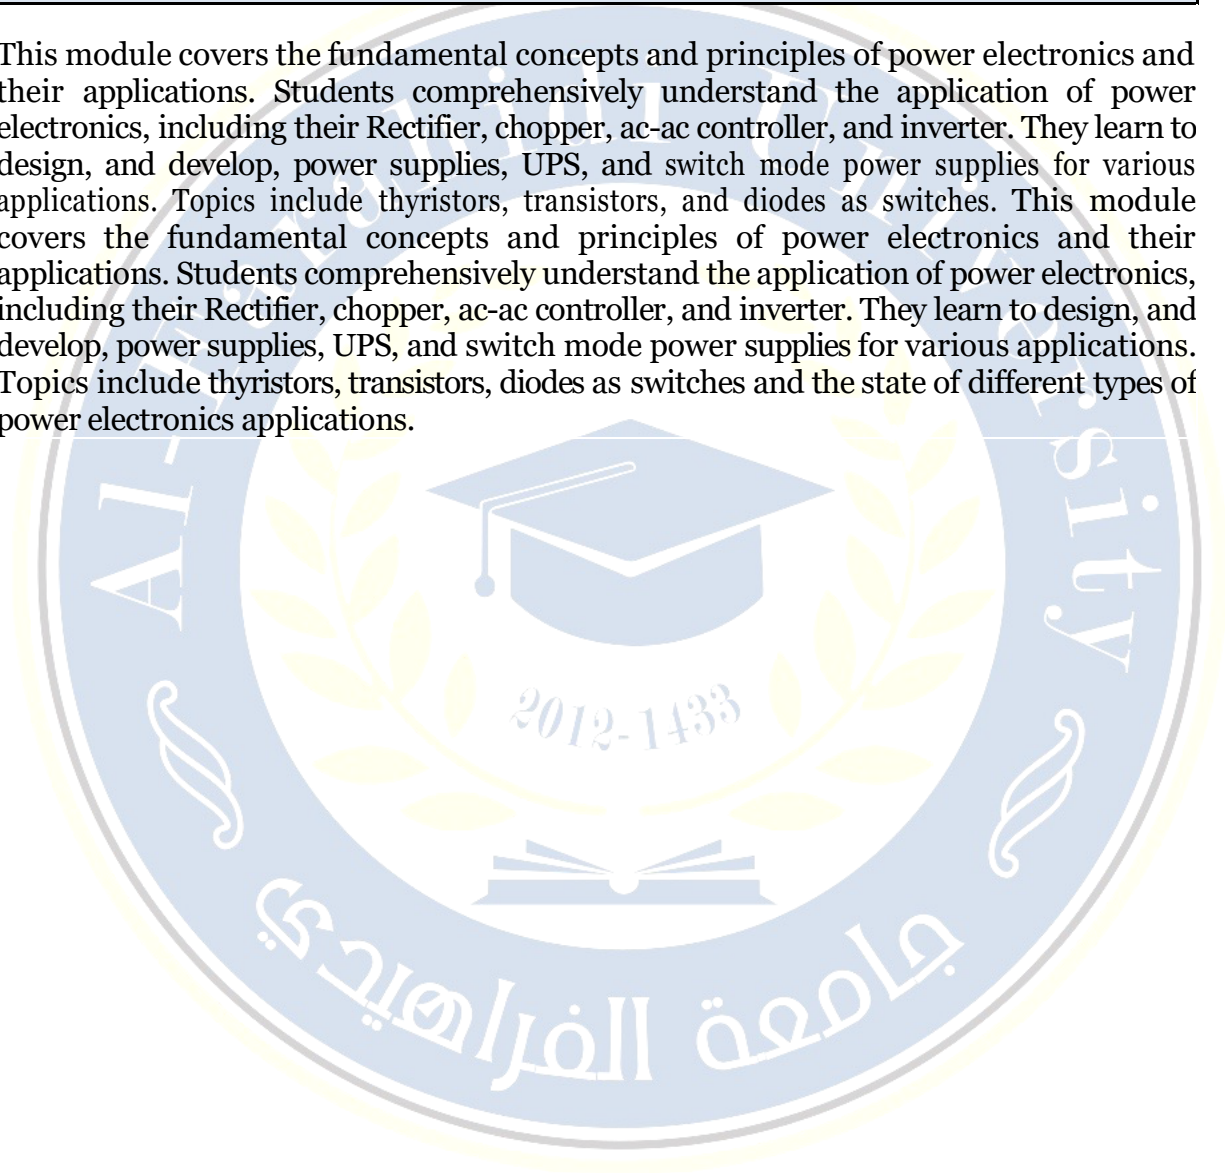 This module covers the fundamental concepts and principles of power electronics and
their applications. Students comprehensively understand the application of power
electronics, including their Rectifier, chopper, ac-ac controller, and inverter. They learn to
design, and develop, power supplies, UPS, and switch mode power supplies for various
applications. Topics include thyristors, transistors, and diodes as switches. This module
covers the fundamental concepts and principles of power electronics and their
applications. Students comprehensively understand the application of power electronics,
including their Rectifier, chopper, ac-ac controller, and inverter. They learn to design, and
develop, power supplies, UPS, and switch mode power supplies for various applications.
Topics include thyristors, transistors, diodes as switches and the state of different types of
power electronics applications.
Al-Farahidi University
2012-1433
جامعة الفراهيدي